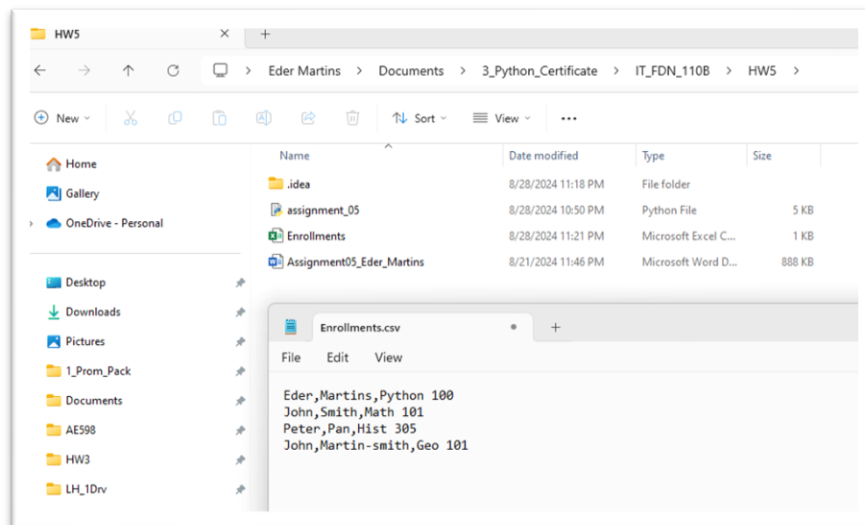 HW5
Eder Martins > Documents > 3_Python_Certificate > IT_FDN_110B > HW5 >
New Sort View ...
Name Date modified Type Size
Home
Gallery
OneDrive - Personal
Desktop
Downloads
Pictures
1_Prom_Pack
Documents
AE598
HW3
LH_1Drv
.idea 8/28/2024 11:18 PM File folder
assignment_05 8/28/2024 10:50 PM Python File 5 KB
Enrollments 8/28/2024 11:21 PM Microsoft Excel C... 1 KB
Assignment05_Eder_Martins 8/21/2024 11:46 PM Microsoft Word D... 888 KB
Enrollments.csv
File Edit View
Eder,Martins,Python 100
John,Smith,Math 101
Peter,Pan,Hist 305
John,Martin-smith,Geo 101